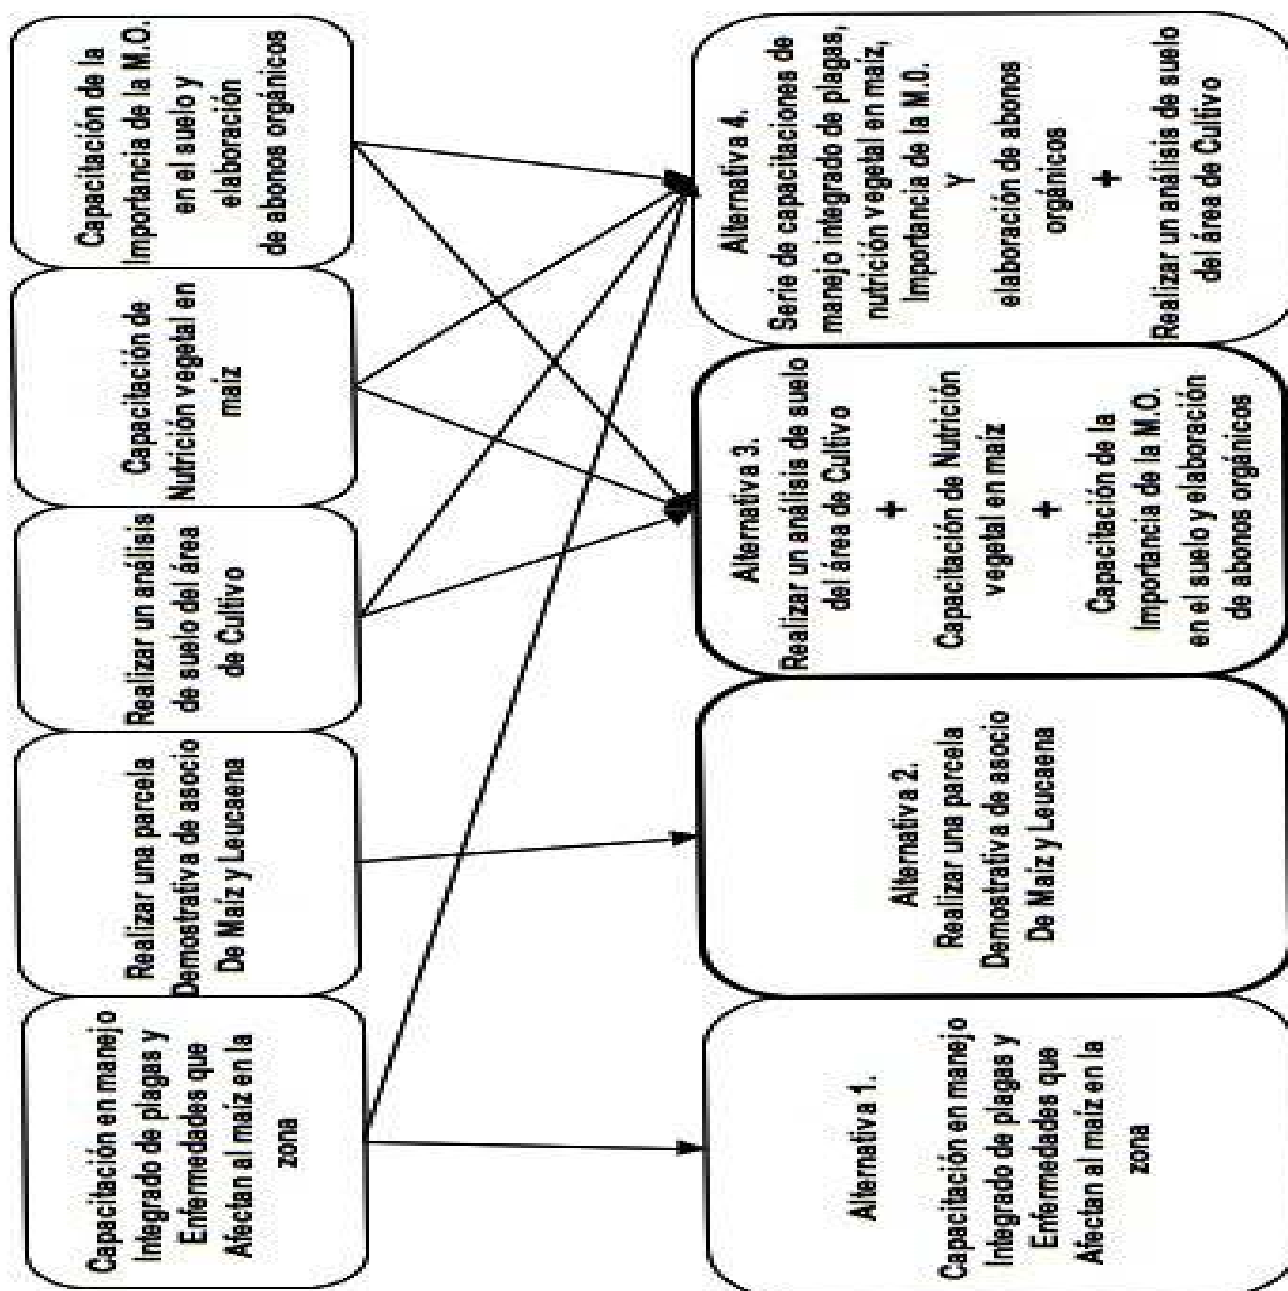 Capacitación en manejo
Integrado de plagas y
Enfermedades que
Afectan al maíz en la
zona
Realizar una parcela
Demostrativa de asocio
De Maíz y Leucaena
Realizar un análisis
de suelo del área
de Cultivo
Capacitación de
Nutrición vegetal en
maíz
Capacitación de la
Importancia de la M.O.
en el suelo y
elaboración
de abonos orgánicos
Alternativa 1.
Capacitación en manejo
Integrado de plagas y
Enfermedades que
Afectan al maíz en la
zona
Alternativa 2.
Realizar una parcela
Demostrativa de asocio
De Maíz y Leucaena
Alternativa 3.
Realizar un análisis de suelo
del área de Cultivo
+
Capacitación de Nutrición
vegetal en maíz
+
Capacitación de la
Importancia de la M.O.
en el suelo y elaboración
de abonos orgánicos
Alternativa 4.
Serie de capacitaciones de
manejo integrado de plagas,
nutrición vegetal en maíz,
Importancia de la M.O.
Y
elaboración de abonos
orgánicos
+
Realizar un análisis de suelo
del área de Cultivo